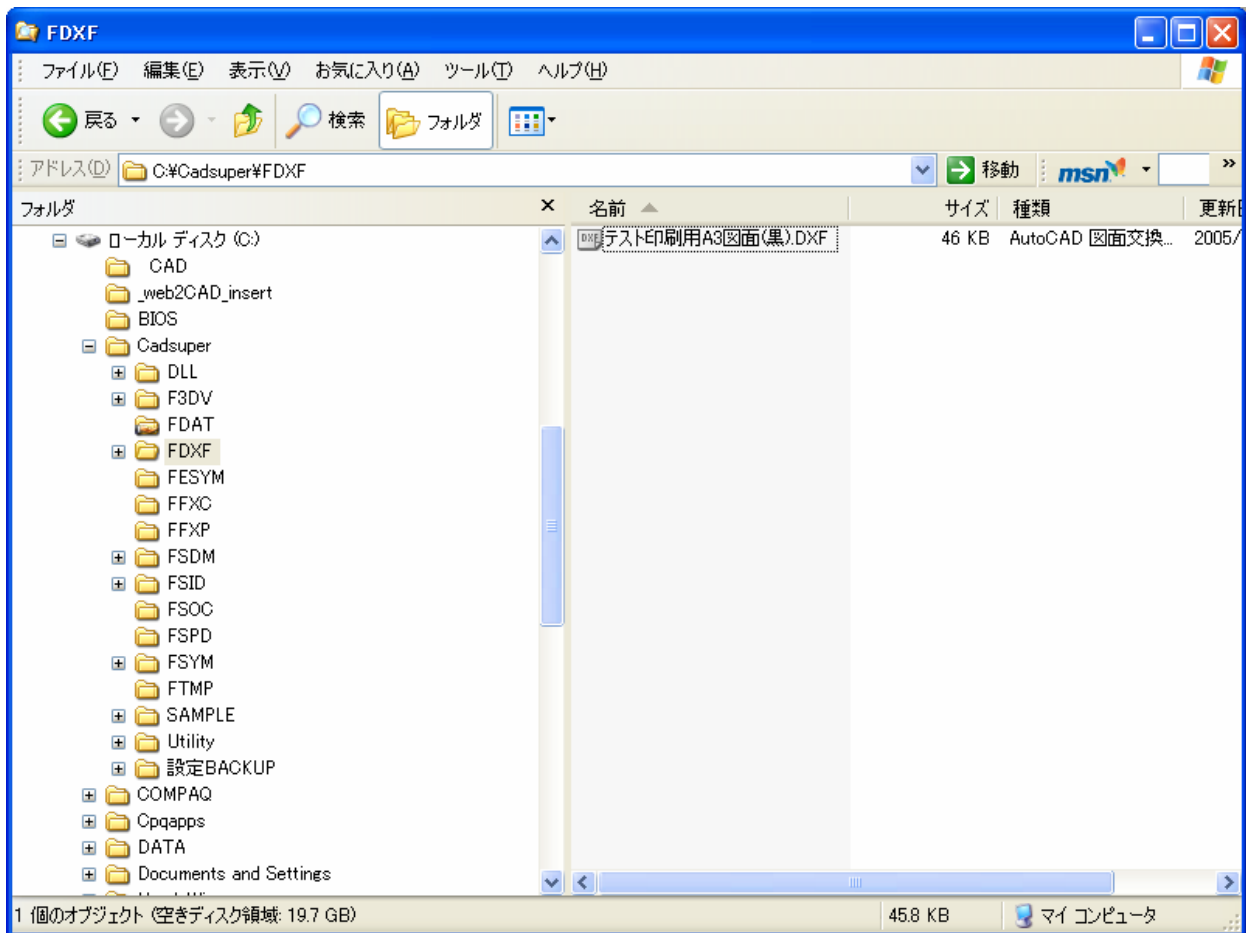 FDXF
ファイル(F) 編集(E) 表示(V) お気に入り(A) ツール(T) ヘルプ(H)
戻る 検索 フォルダ
アドレス(D) C:¥Cadsuper¥FDXF 移動 msn »
フォルダ × 名前 サイズ 種類
ローカル ディスク (C:)
テスト印刷用A3図面(黒).DXF 46 KB AutoCAD 図面交換... 2005/
CAD
_web2CAD_insert
BIOS
Cadsuper
DLL
F3DV
FDAT
FDXF
FESYM
FFXC
FFXP
FSDM
FSID
FSOC
FSPD
FSYM
FTMP
SAMPLE
Utility
設定BACKUP
COMPAQ
Cpqapps
DATA
Documents and Settings
1 個のオブジェクト (空きディスク領域: 19.7 GB) 45.8 KB マイ コンピュータ